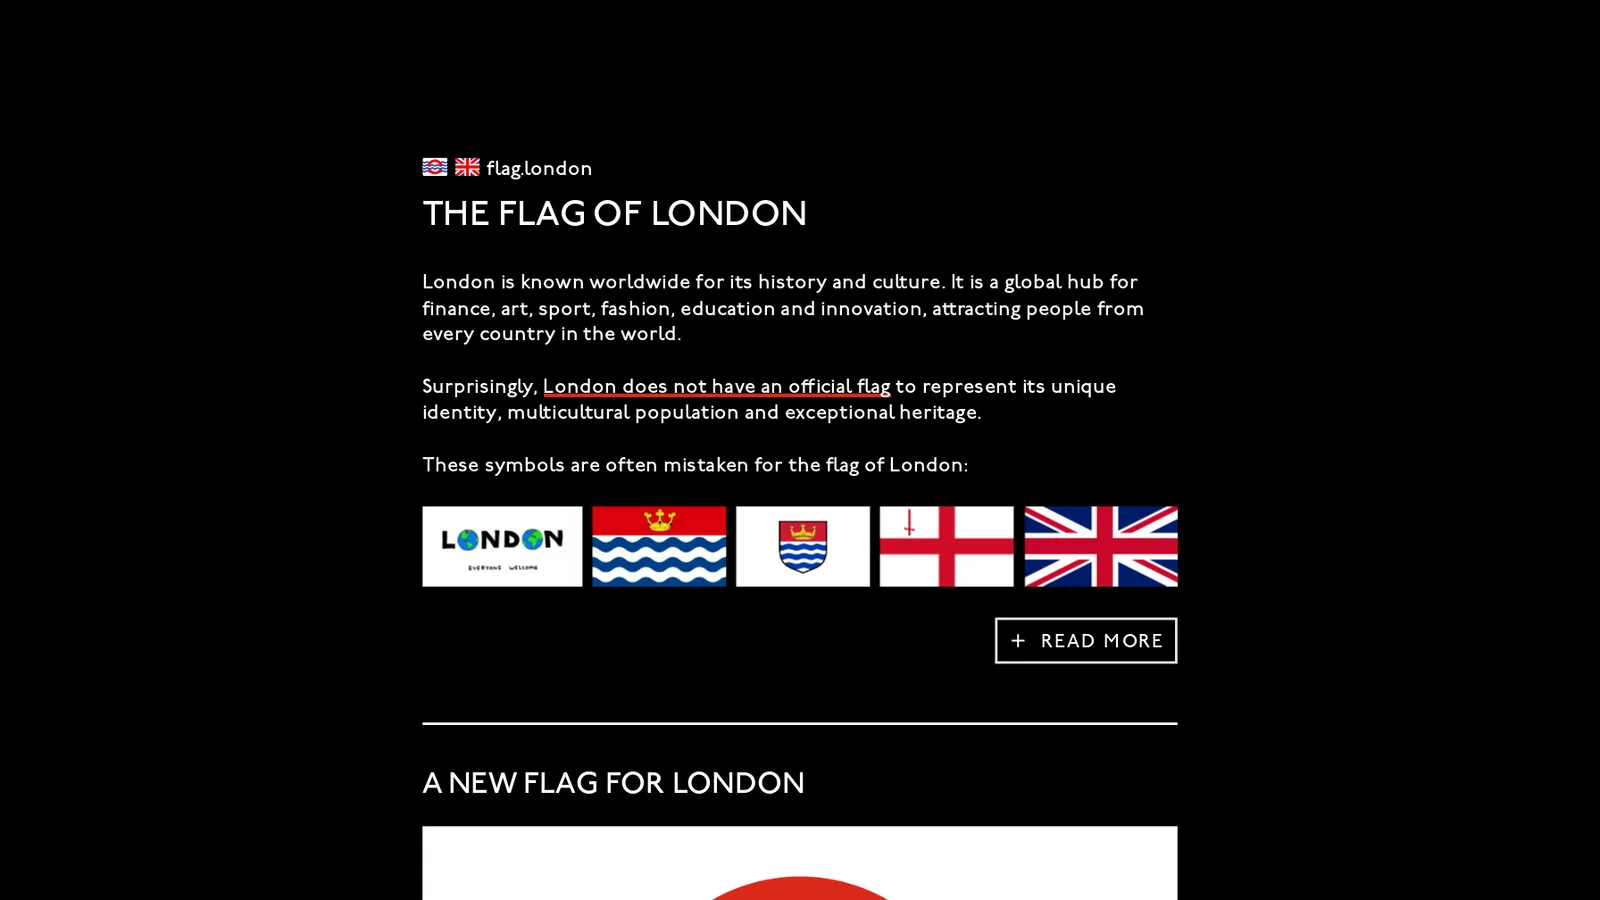 flag.london
THE FLAG OF LONDON
London is known worldwide for its history and culture. It is a global hub for
finance, art, sport, fashion, education and innovation, attracting people from
every country in the world.
Surprisingly, London does not have an official flag to represent its unique
identity, multicultural population and exceptional heritage.
These symbols are often mistaken for the flag of London:
LONDON
EVERYONE WELCOME
+ READ MORE
A NEW FLAG FOR LONDON